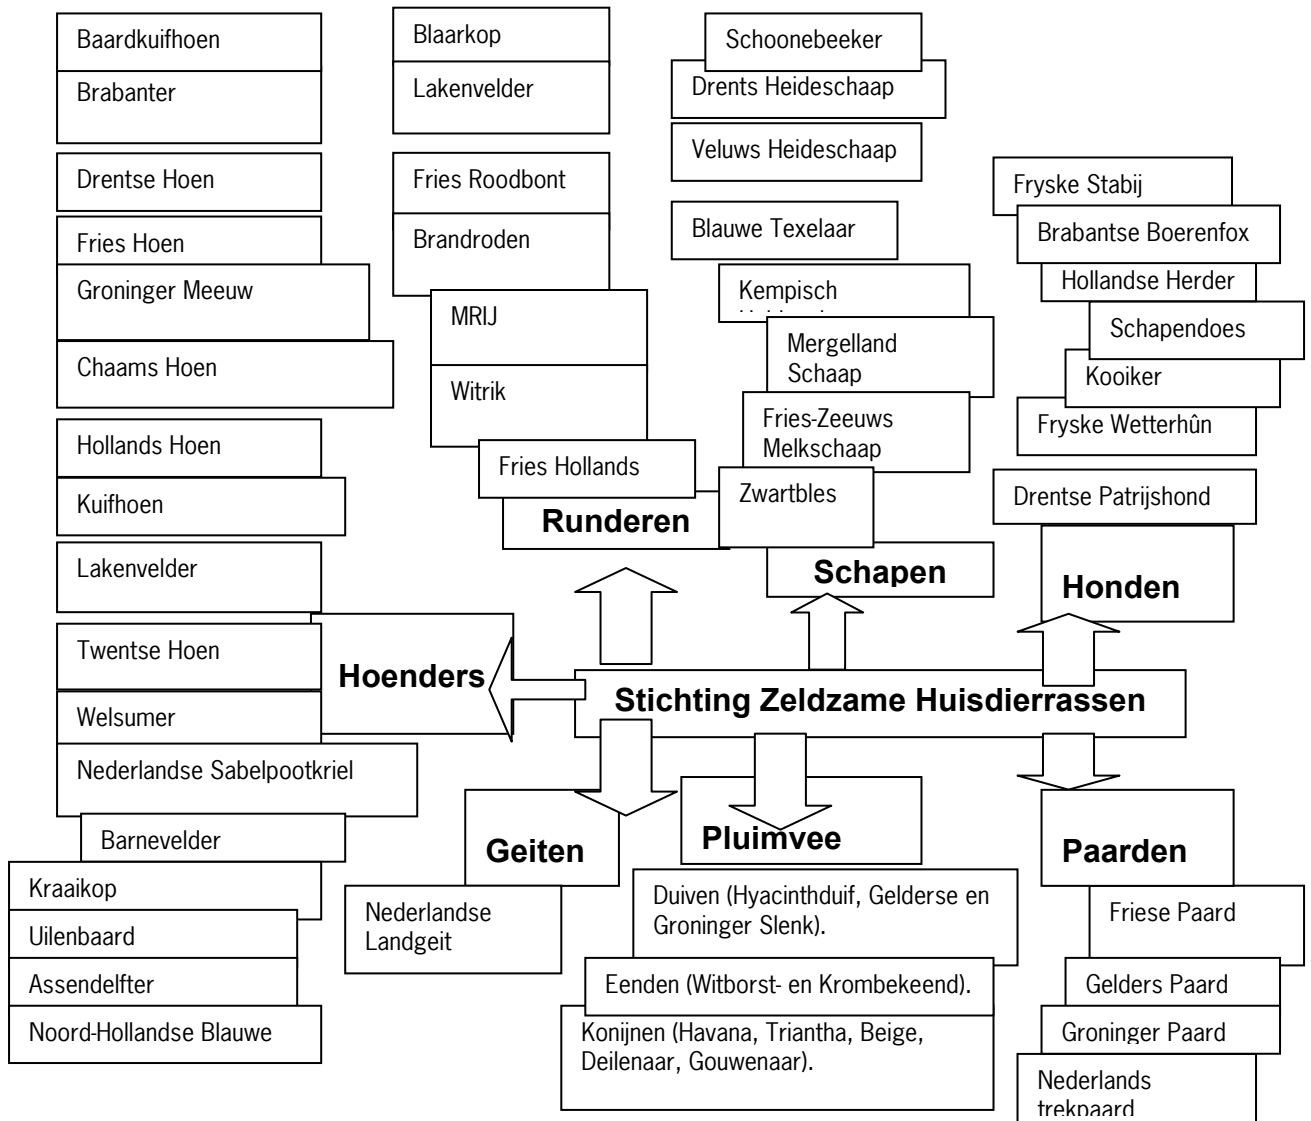 Baardkuifhoen
Brabanter
Drentse Hoen
Fries Hoen
Groninger Meeuw
Chaams Hoen
Hollands Hoen
Kuifhoen
Lakenvelder
Twentse Hoen
Welsumer
Nederlandse Sabelpootkriel
Barnevelder
Kraaikop
Uilenbaard
Assendelfter
Noord-Hollandse Blauwe
Hoenders
Blaarkop
Lakenvelder
Fries Roodbont
Brandroden
MRIJ
Witrik
Fries Hollands
Runderen
Schoonebeeker
Drents Heideschaap
Veluws Heideschaap
Blauwe Texelaar
Kempisch
Mergelland
Schaap
Fries-Zeeuws
Melkschaap
Zwartbles
Schapen
Fryske Stabij
Brabantse Boerenfox
Hollandse Herder
Schapendoes
Kooiker
Fryske Wetterhûn
Drentse Patrijshond
Honden
Stichting Zeldzame Huisdierrassen
Geiten
Nederlandse
Landgeit
Pluimvee
Duiven (Hyacinthduif, Gelderse en
Groninger Slenk).
Eenden (Witborst- en Krombekeend).
Konijnen (Havana, Triantha, Beige,
Deilenaar, Gouwenaar).
Paarden
Friese Paard
Gelders Paard
Groninger Paard
Nederlands
trekpaard